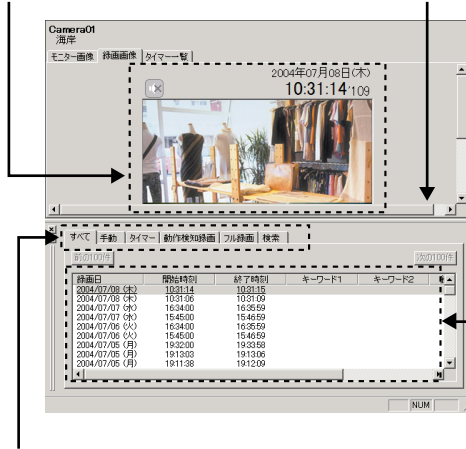 Camera01
海岸
モニター画像 録画画像 タイマー一覧
2004年07月08日(木)
10:31:14'109
すべて 手動 タイマー 動作検知録画 フル録画 検索
前の100件 次の100件
録画日 開始時刻 終了時刻 キーワード1 キーワード2
2004/07/08 (木) 10:31:14 10:31:15
2004/07/08 (木) 10:31:06 10:31:09
2004/07/07 (水) 16:34:00 16:35:59
2004/07/07 (水) 15:45:00 15:46:59
2004/07/06 (火) 16:34:00 16:35:59
2004/07/06 (火) 15:45:00 15:46:59
2004/07/05 (月) 19:32:00 19:33:58
2004/07/05 (月) 19:13:03 19:13:06
2004/07/05 (月) 19:11:38 19:12:09
NUM